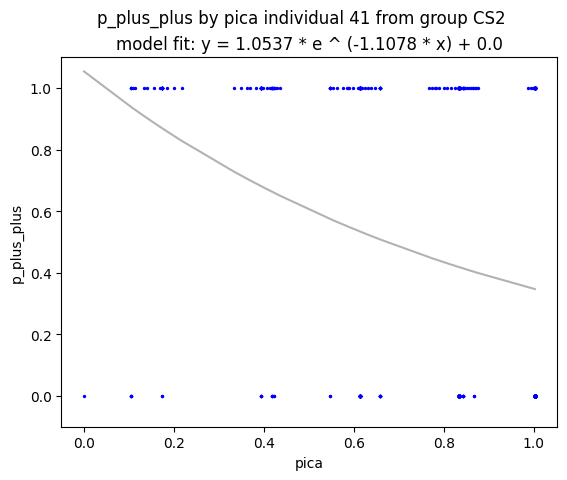 p_plus_plus by pica individual 41 from group CS2
model fit: y = 1.0537 * e ^ (-1.1078 * x) + 0.0
1.0
0.8
0.6
0.4
0.2
0.0
p_plus_plus
0.0 0.2 0.4 0.6 0.8 1.0
pica